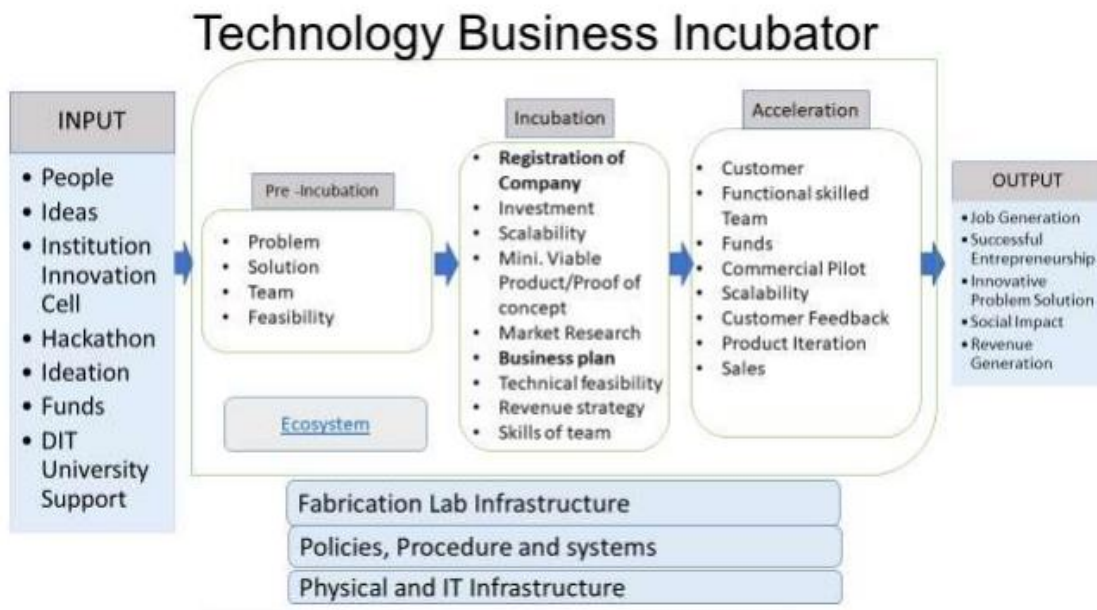 Technology Business Incubator
INPUT
• People
• Ideas
• Institution
Innovation
Cell
• Hackathon
• Ideation
• Funds
• DIT
University
Support
Pre -Incubation
• Problem
• Solution
• Team
• Feasibility
Ecosystem
Incubation
• Registration of
Company
• Investment
• Scalability
• Mini. Viable
Product/Proof of
concept
• Market Research
• Business plan
• Technical feasibility
• Revenue strategy
• Skills of team
Acceleration
• Customer
• Functional skilled
Team
• Funds
• Commercial Pilot
• Scalability
• Customer Feedback
• Product Iteration
• Sales
OUTPUT
• Job Generation
• Successful
Entrepreneurship
• Innovative
Problem Solution
• Social Impact
• Revenue
Generation
Fabrication Lab Infrastructure
Policies, Procedure and systems
Physical and IT Infrastructure